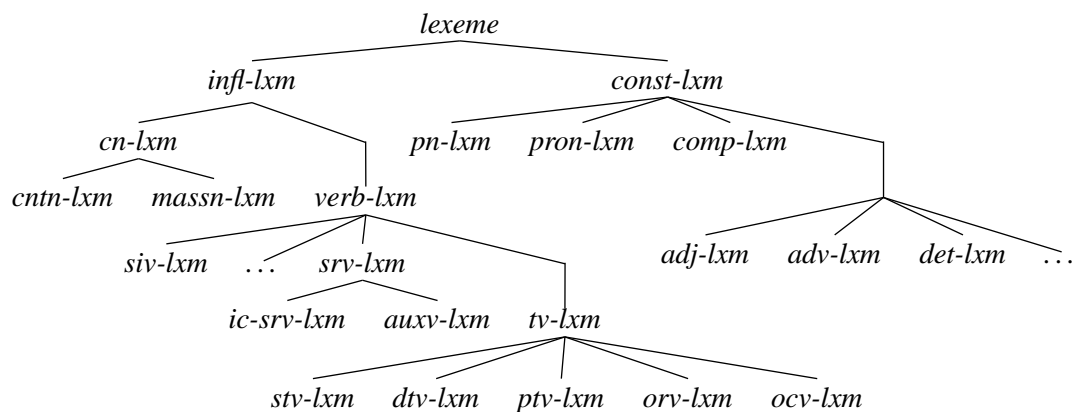 lexeme
infl-lxm const-lxm
cn-lxm pn-lxm pron-lxm comp-lxm
cntn-lxm massn-lxm verb-lxm
siv-lxm ... srv-lxm adj-lxm adv-lxm det-lxm ...
ic-srv-lxm auxv-lxm tv-lxm
stv-lxm dtv-lxm ptv-lxm orv-lxm ocv-lxm